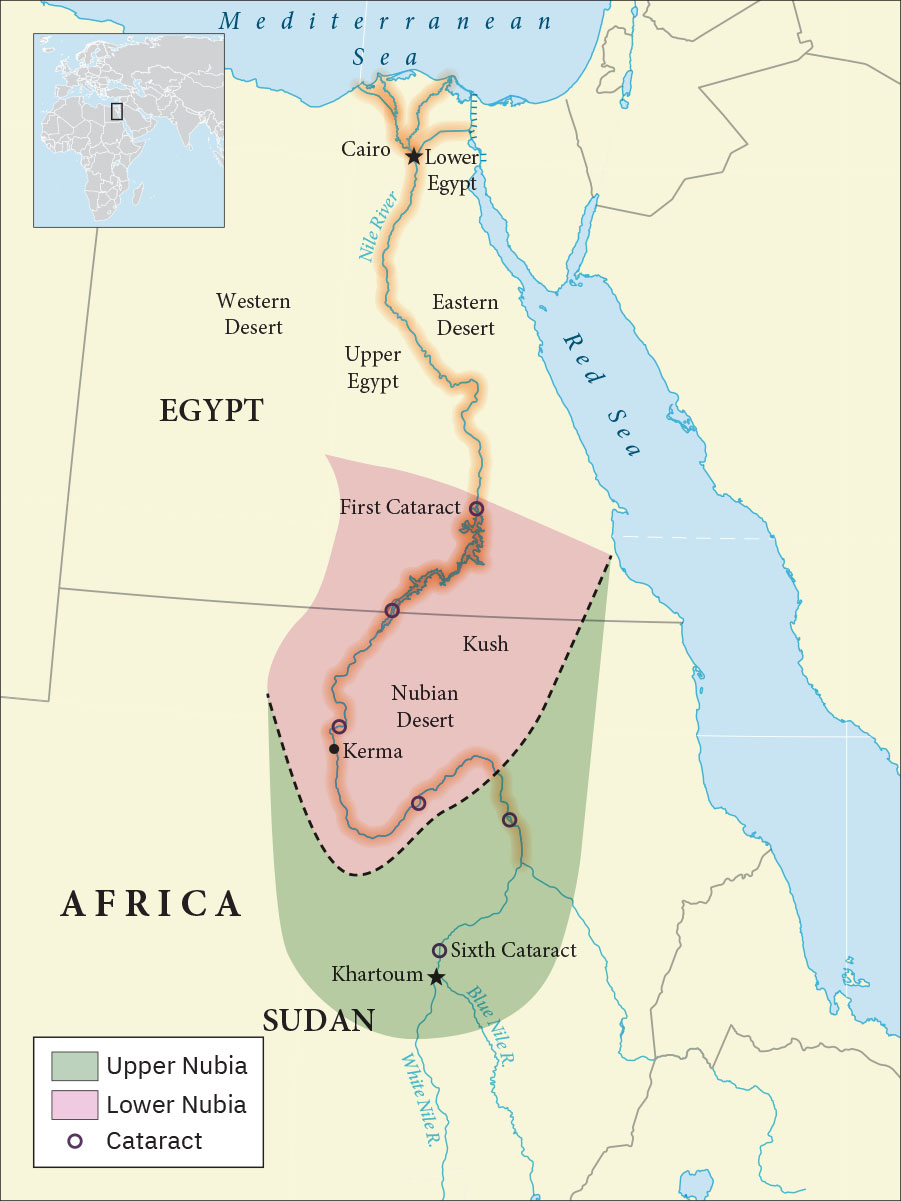 Mediterranean
Sea
Cairo
Lower
Egypt
Nile River
Western
Desert
Eastern
Desert
Upper
Egypt
Red Sea
EGYPT
First Cataract
Kush
Nubian
Desert
Kerma
AFRICA
Sixth Cataract
Khartoum
Blue Nile R.
SUDAN
White Nile R.
Upper Nubia
Lower Nubia
Cataract